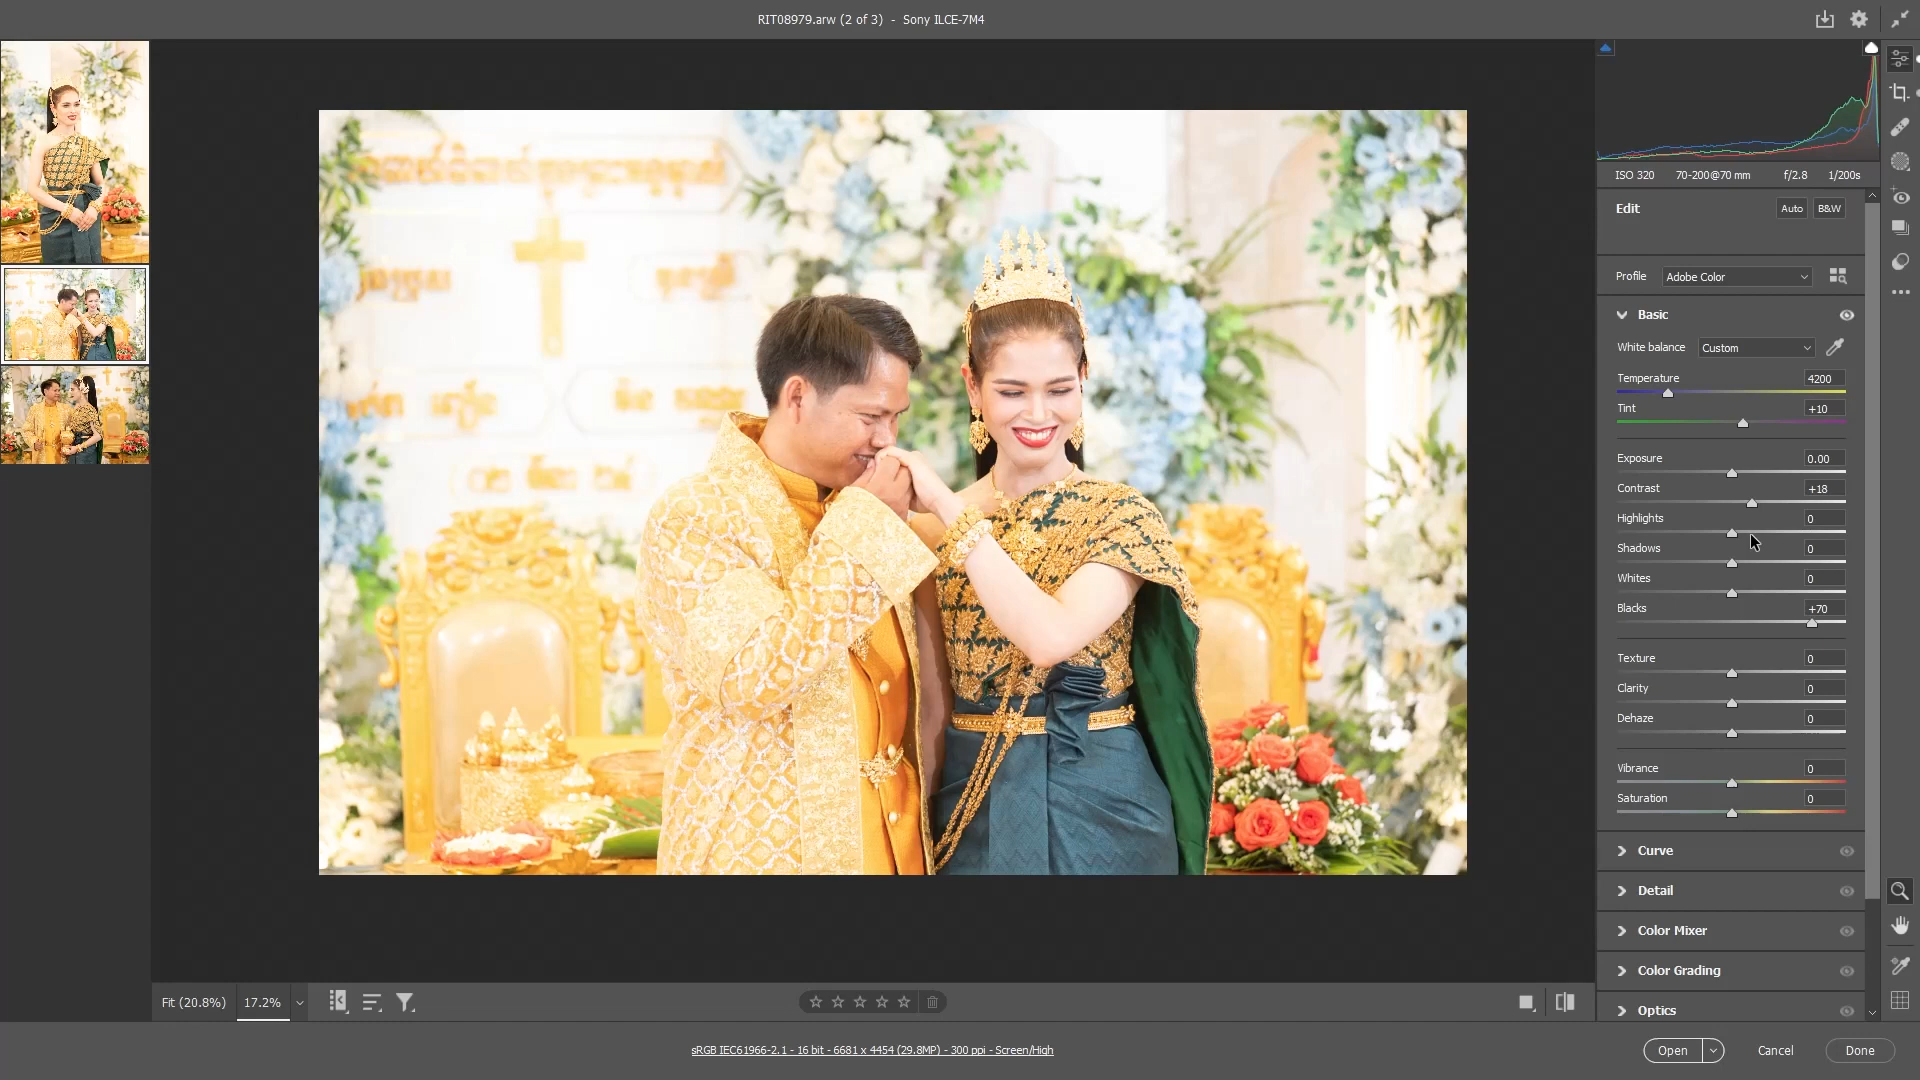 RIT08979.arw (2 of 3) - Sony ILCE-7M4
ISO 320 70-200@70 mm f/2.8 1/200s
Edit Auto B&W
Profile Adobe Color
Basic
White balance Custom
Temperature 4200
Tint +10
Exposure 0.00
Contrast +18
Highlights 0
Shadows 0
Whites 0
Blacks +70
Texture 0
Clarity 0
Dehaze 0
Vibrance 0
Saturation 0
Curve
Detail
Color Mixer
Color Grading
Optics
Fit (20.8%) 17.2%
sRGB IEC61966-2.1 - 16 bit - 6681 x 4454 (29.8MP) - 300 ppi - Screen/High
Open Cancel Done